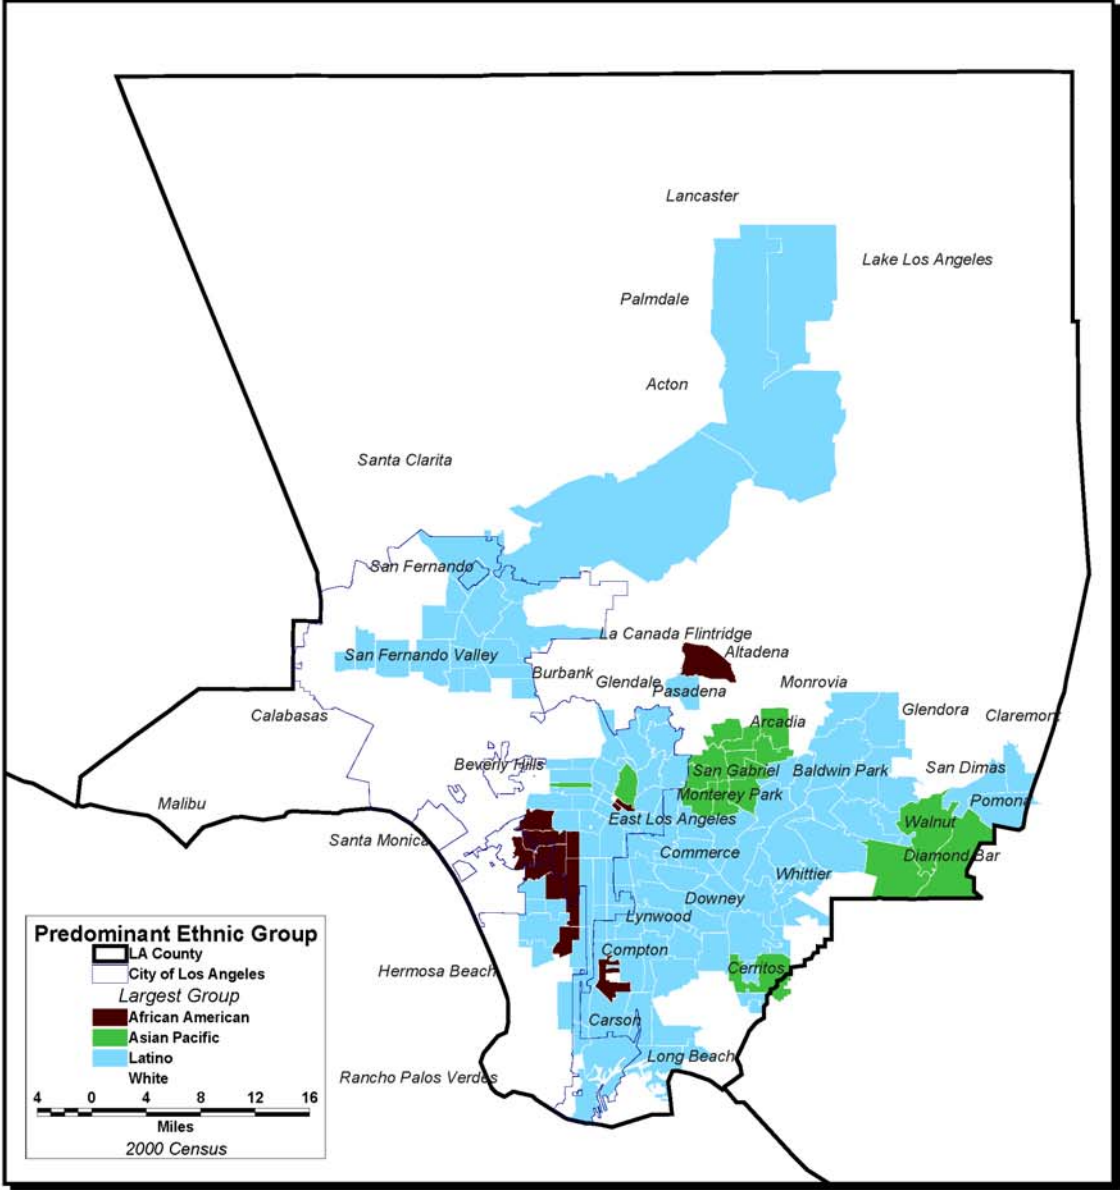 Lancaster
Lake Los Angeles
Palmdale
Acton
Santa Clarita
San Fernando
La Canada Flintridge
Altadena
San Fernando Valley
Burbank
Glendale
Pasadena
Monrovia
Glendora
Claremont
Calabasas
Arcadia
Beverly Hills
San Gabriel
Baldwin Park
San Dimas
Malibu
Monterey Park
Pomona
East Los Angeles
Walnut
Santa Monica
Commerce
Diamond Bar
Whittier
Downey
Lynwood
Compton
Hermosa Beach
Cerritos
Carson
Long Beach
Rancho Palos Verdes
Predominant Ethnic Group
LA County
City of Los Angeles
Largest Group
African American
Asian Pacific
Latino
White
4 0 4 8 12 16
Miles
2000 Census